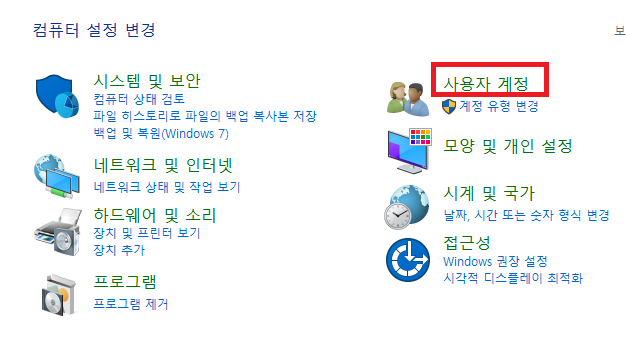 컴퓨터 설정 변경
보
시스템 및 보안
컴퓨터 상태 검토
파일 히스토리로 파일의 백업 복사본 저장
백업 및 복원(Windows 7)
네트워크 및 인터넷
네트워크 상태 및 작업 보기
하드웨어 및 소리
장치 및 프린터 보기
장치 추가
프로그램
프로그램 제거
사용자 계정
계정 유형 변경
모양 및 개인 설정
시계 및 국가
날짜, 시간 또는 숫자 형식 변경
접근성
Windows 권장 설정
시각적 디스플레이 최적화